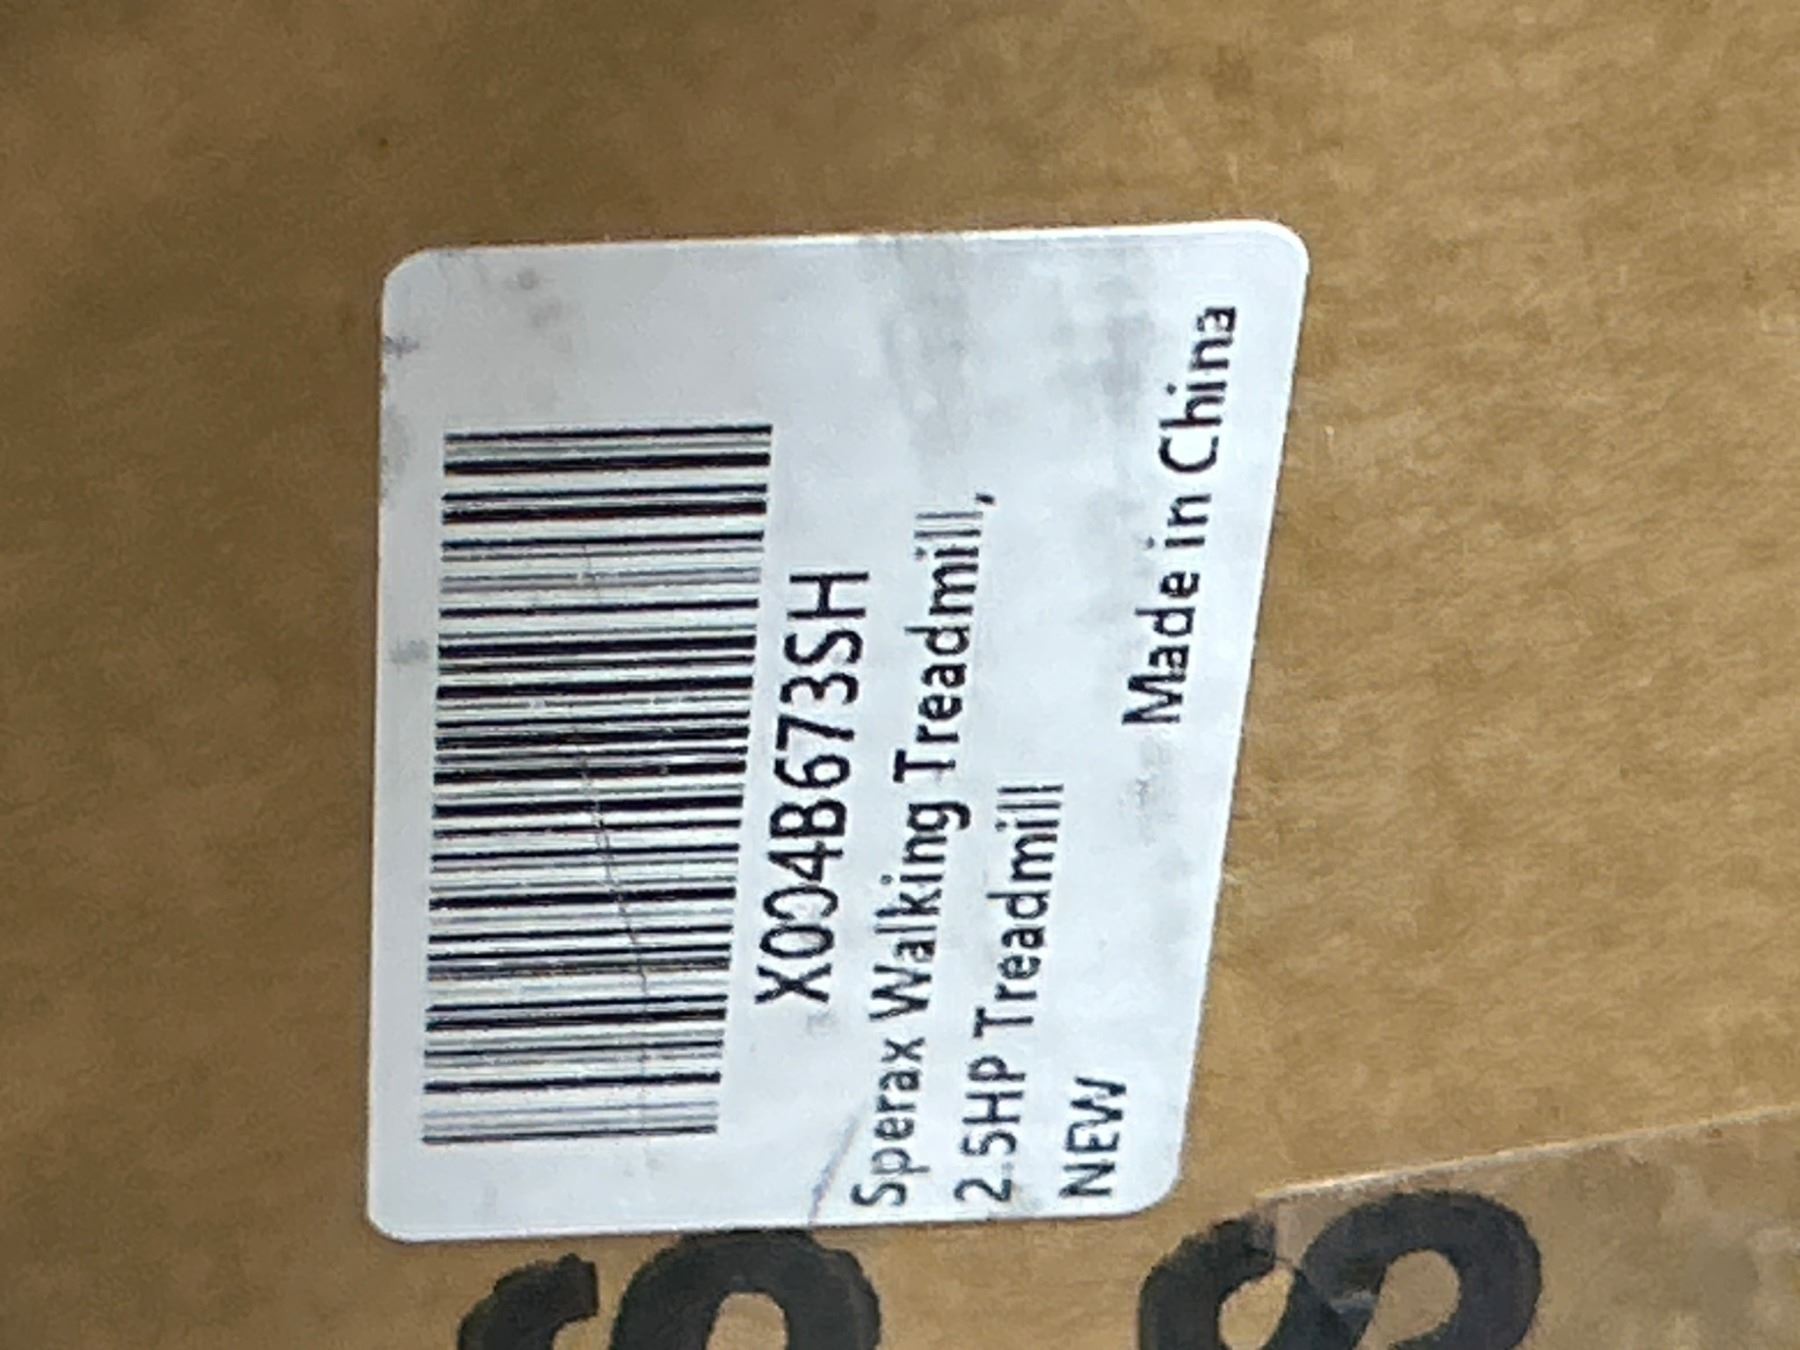 X004B673SH
Sperax Walking Treadmill,
2.5HP Treadmill
NEW
Made in China